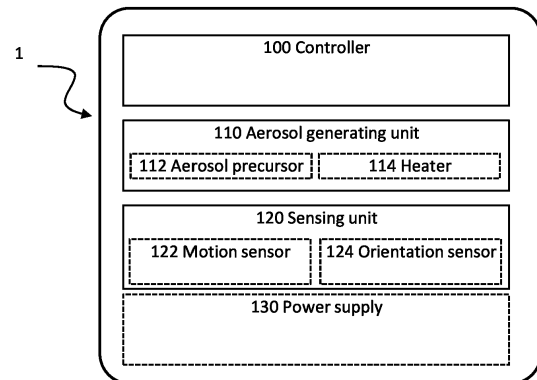 1
100 Controller
110 Aerosol generating unit
112 Aerosol precursor
114 Heater
120 Sensing unit
122 Motion sensor
124 Orientation sensor
130 Power supply